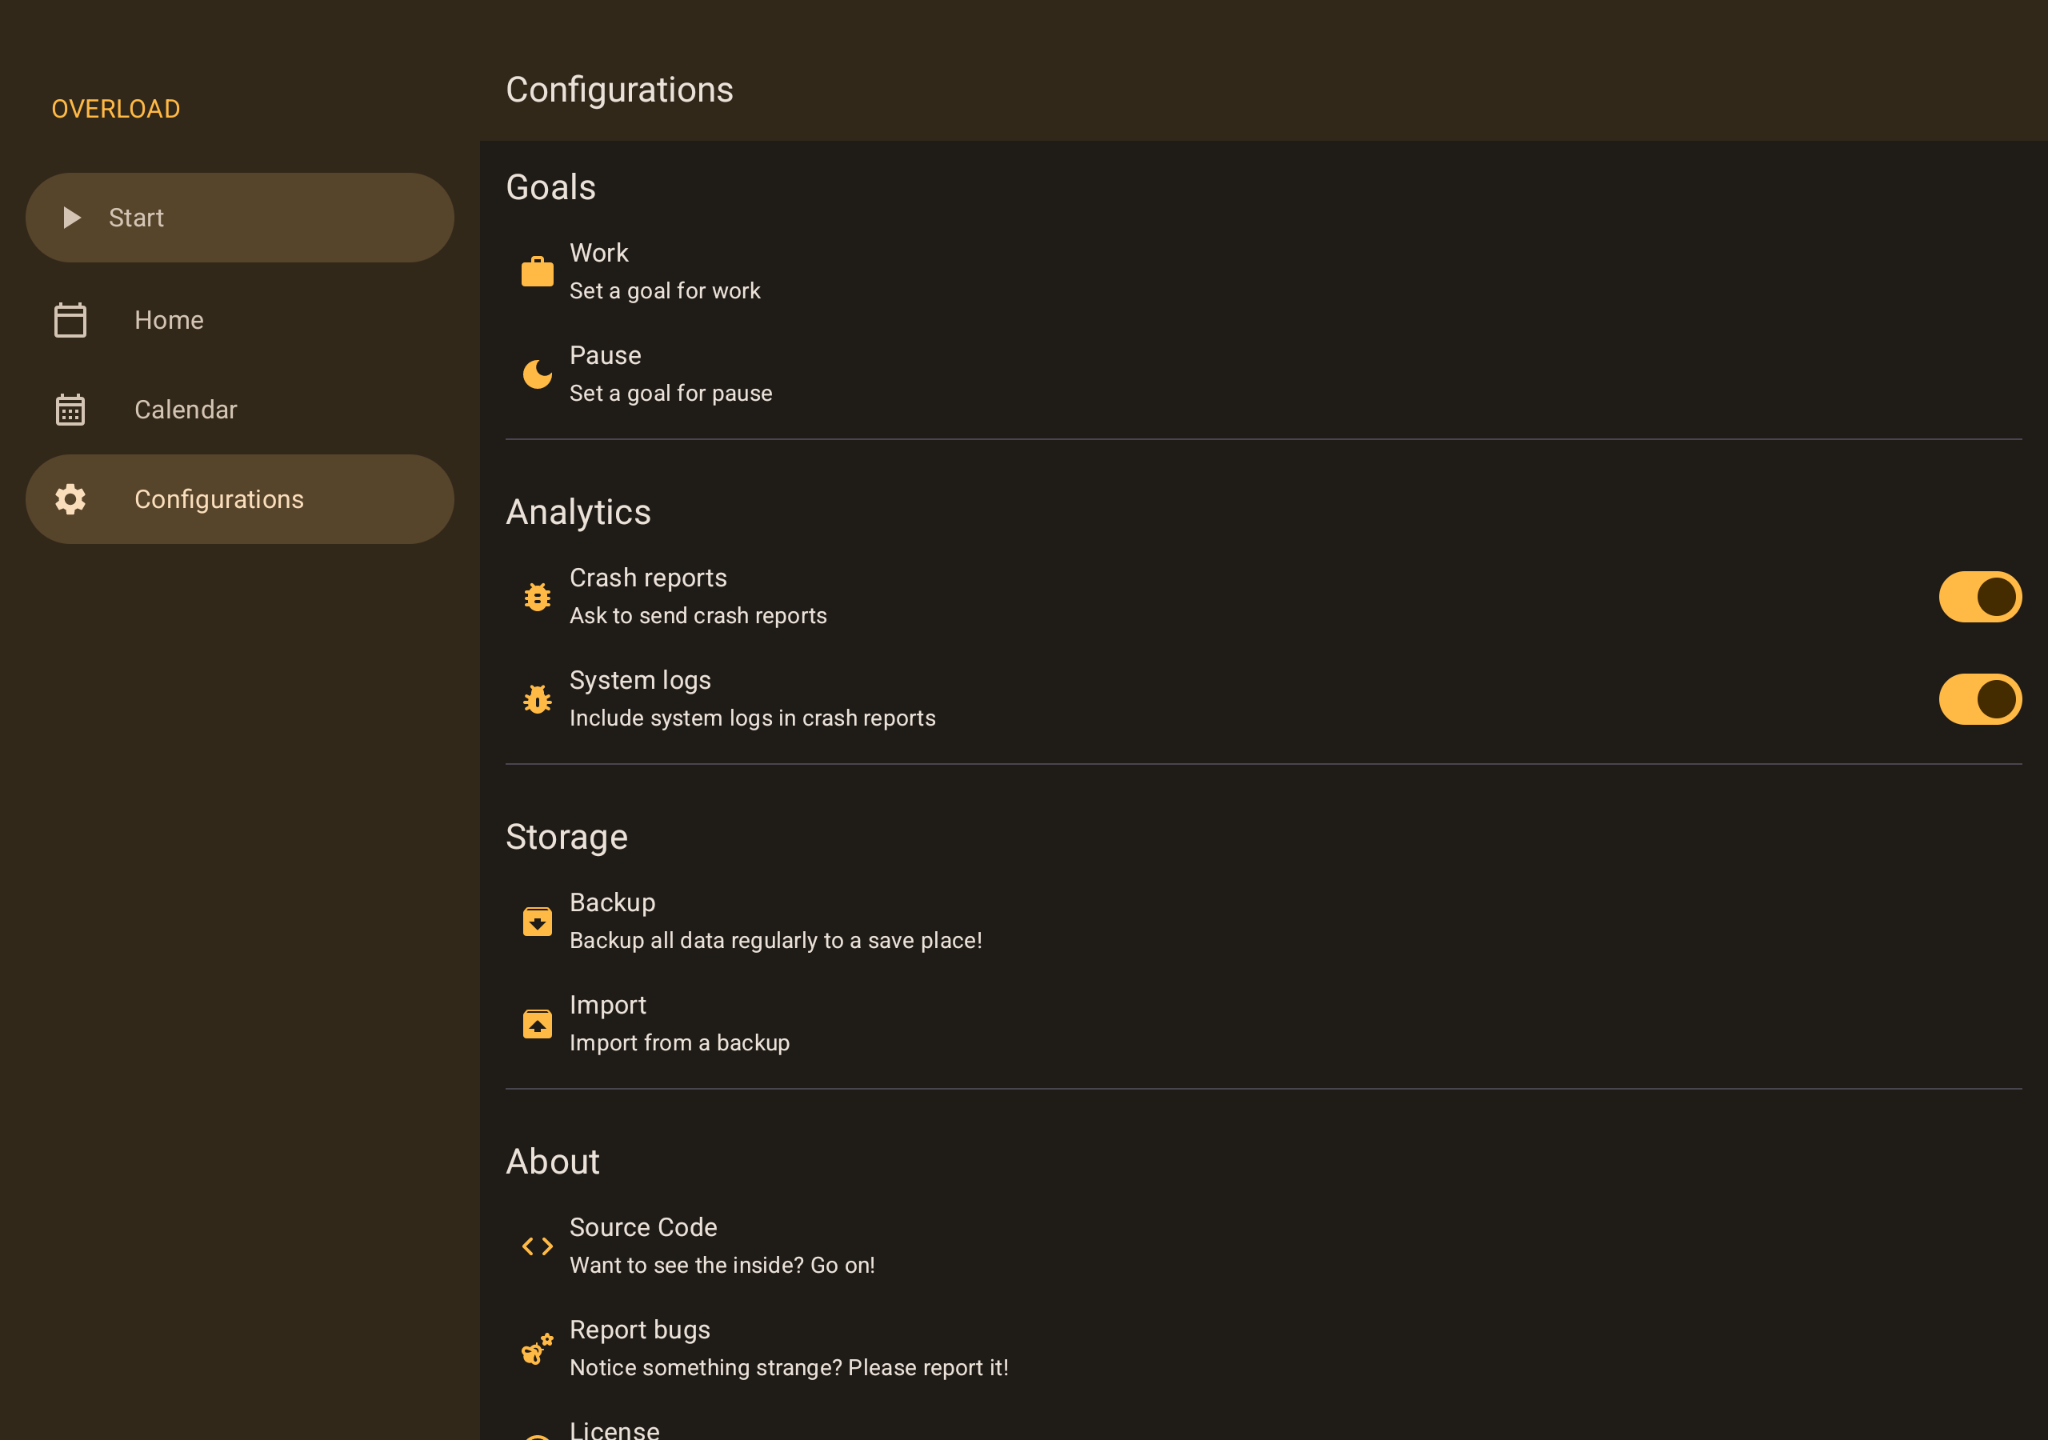 OVERLOAD
Start
Home
Calendar
Configurations
Configurations
Goals
Work
Set a goal for work
Pause
Set a goal for pause
Analytics
Crash reports
Ask to send crash reports
System logs
Include system logs in crash reports
Storage
Backup
Backup all data regularly to a save place!
Import
Import from a backup
About
Source Code
Want to see the inside? Go on!
Report bugs
Notice something strange? Please report it!
License